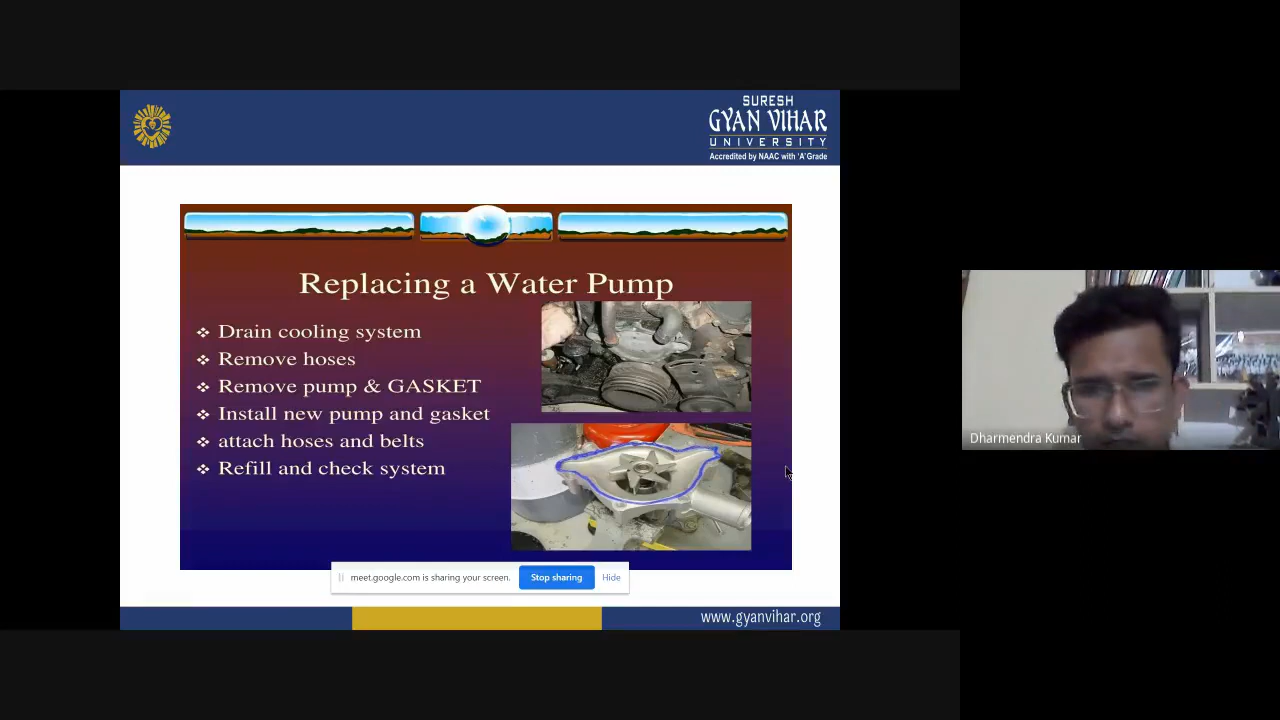 SURESH
GYAN VIHAR
UNIVERSITY
Accredited by NAAC with 'A' Grade
Replacing a Water Pump
Drain cooling system
Remove hoses
Remove pump & GASKET
Install new pump and gasket
attach hoses and belts
Refill and check system
Dharmendra Kumar
meet.google.com is sharing your screen. Stop sharing Hide
www.gyanvihar.org